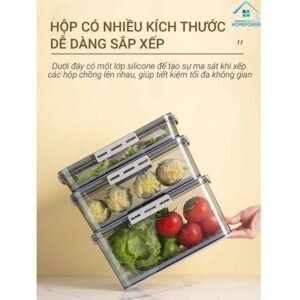 HOMEPOWER
HỘP CÓ NHIỀU KÍCH THƯỚC
DỄ DÀNG SẮP XẾP
Dưới đáy có một lớp silicone để tạo sự ma sát khi xếp
các hộp chồng lên nhau, giúp tiết kiệm tối đa không gian